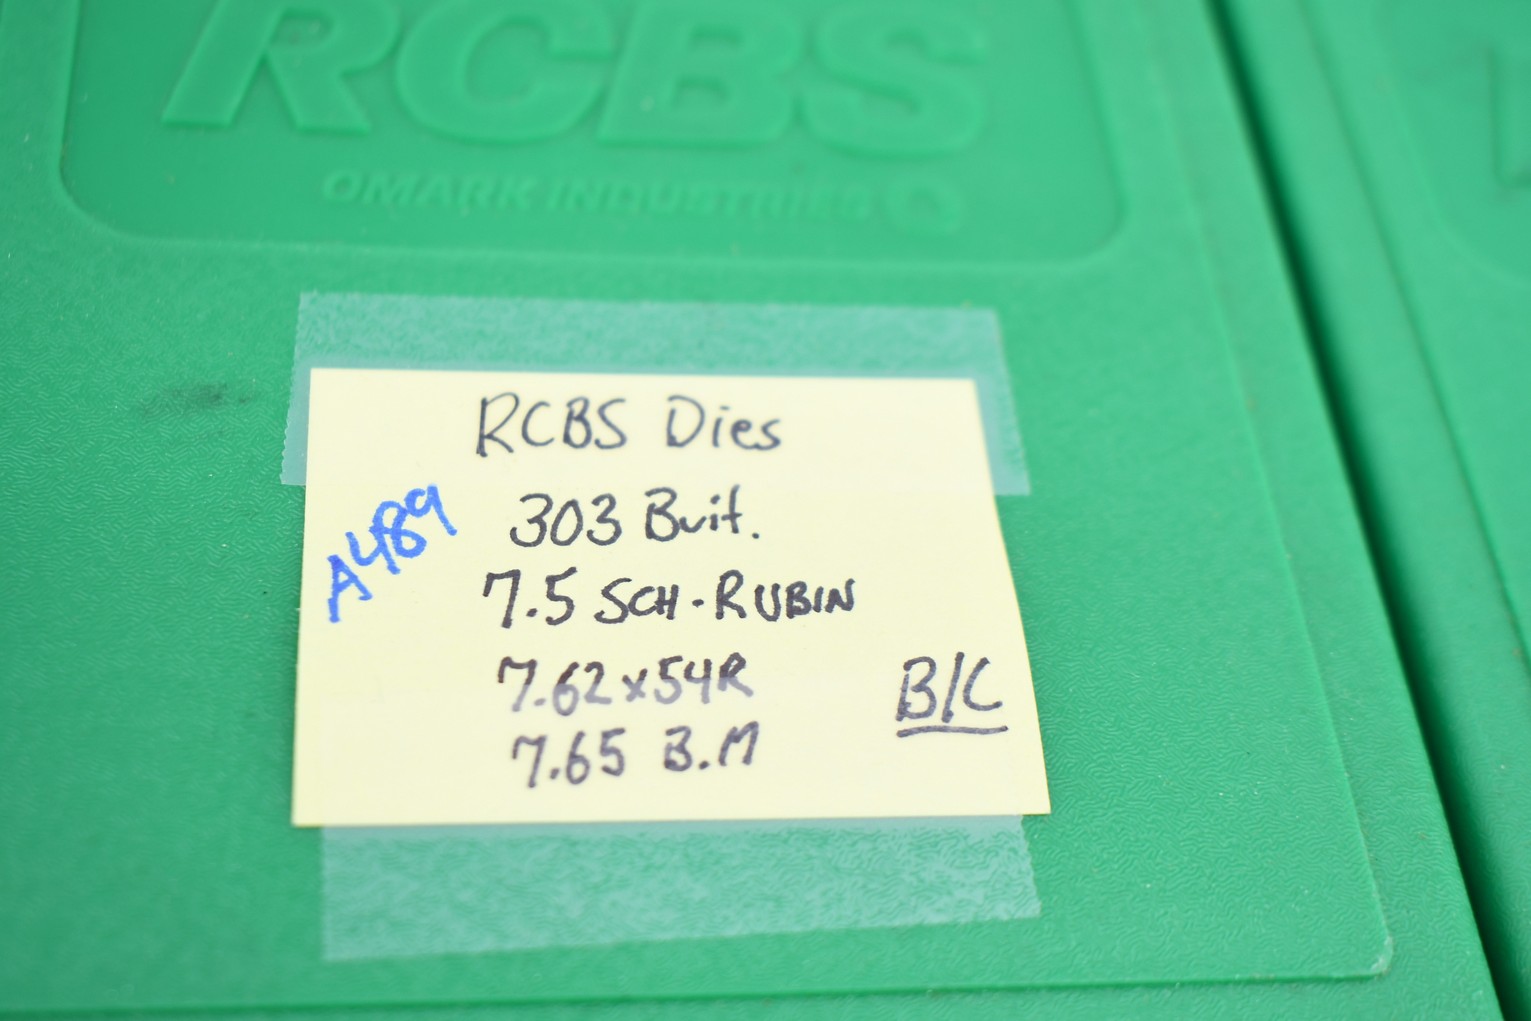 RCBS
OMARK INDUSTRIES
RCBS Dies
A489
303 Brit.
7.5 SCH-RUBIN
7.62x54R
B/C
7.65 B.M